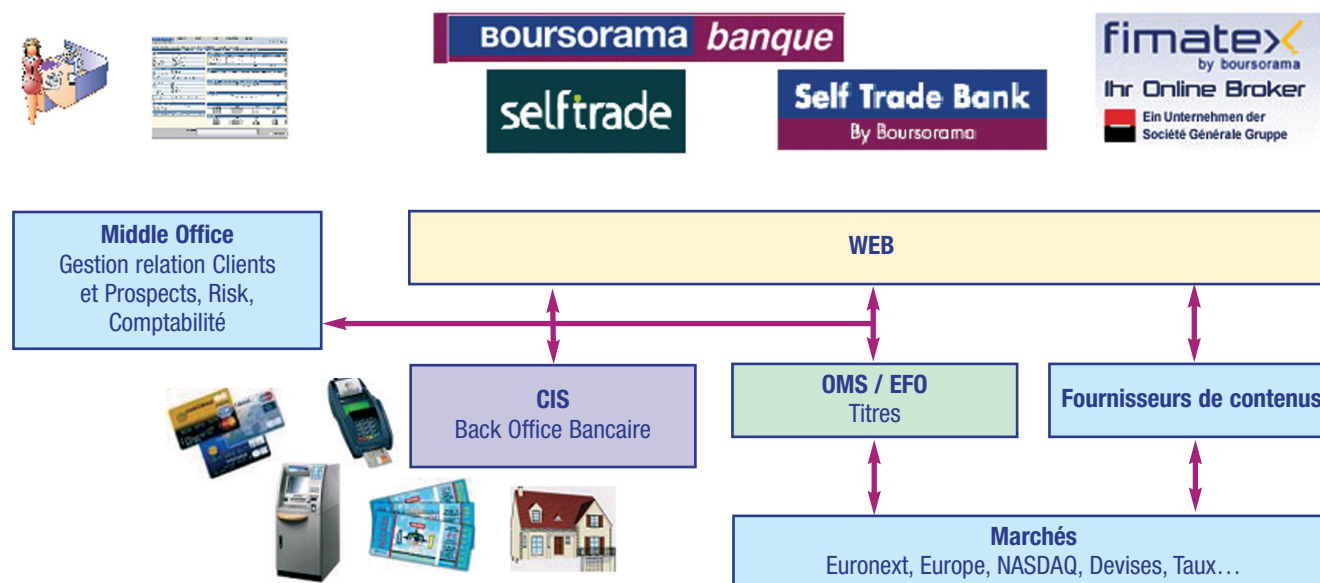 BOURSORAMA banque
selftrade
Self Trade Bank
By Boursorama
fimatex
by boursorama
Ihr Online Broker
Ein Unternehmen der
Société Générale Gruppe
Middle Office
Gestion relation Clients
et Prospects, Risk,
Comptabilité
WEB
CIS
Back Office Bancaire
OMS / EFO
Titres
Fournisseurs de contenus
Marchés
Euronext, Europe, NASDAQ, Devises, Taux…